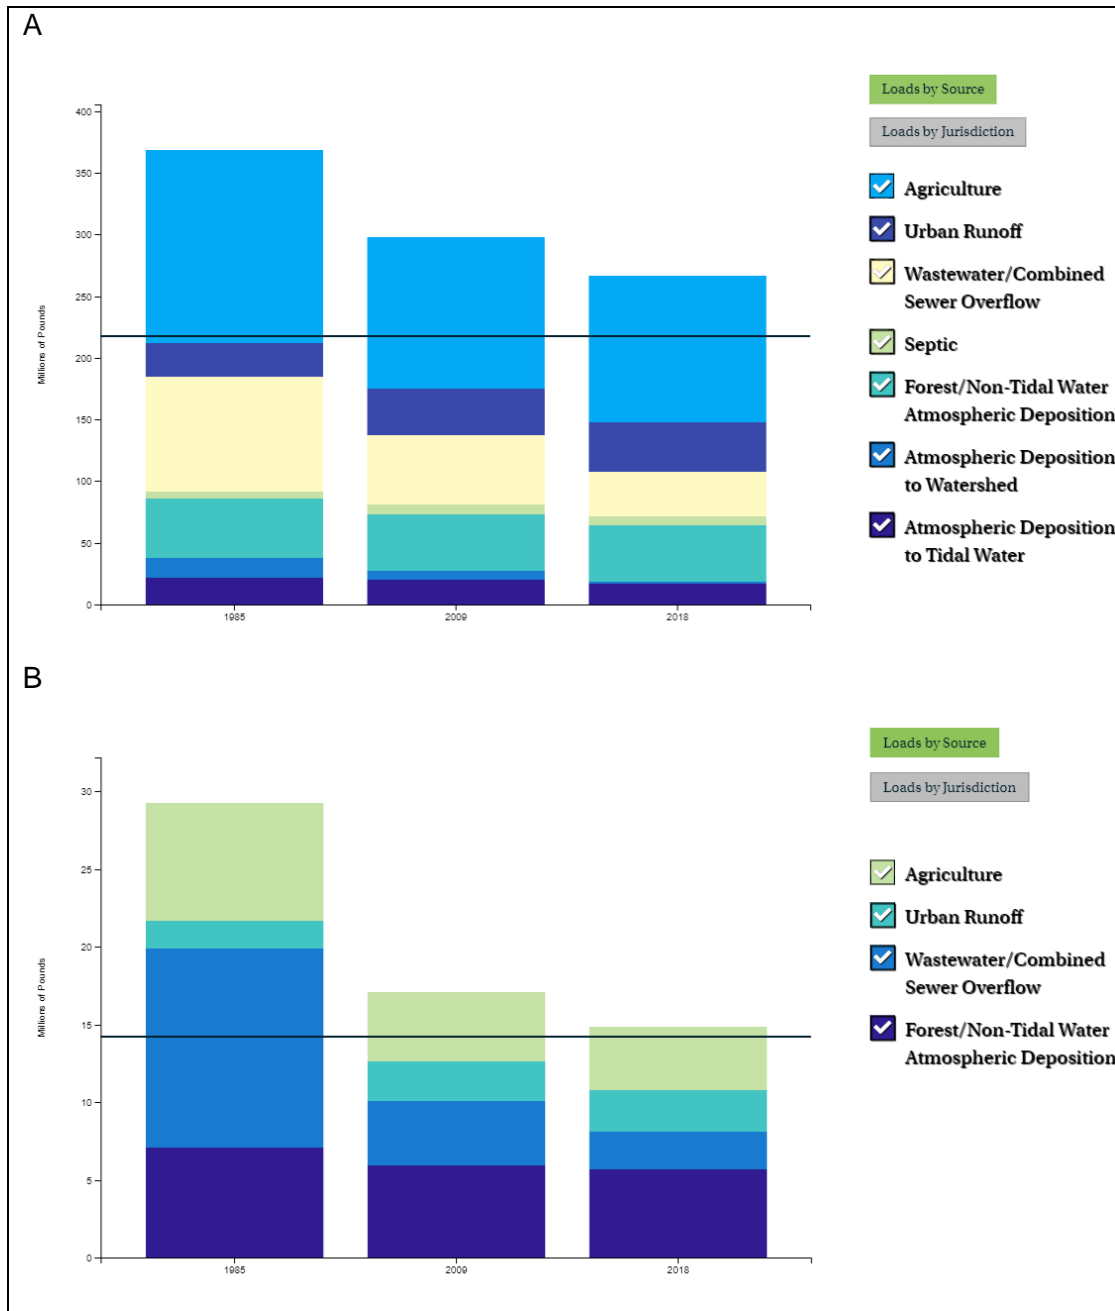 A
Loads by Source
Loads by Jurisdiction
400
350
300
250
200
150
100
50
0
Millions of Pounds
1985
2009
2018
Agriculture
Urban Runoff
Wastewater/Combined
Sewer Overflow
Septic
Forest/Non-Tidal Water
Atmospheric Deposition
Atmospheric Deposition
to Watershed
Atmospheric Deposition
to Tidal Water
B
Loads by Source
Loads by Jurisdiction
30
25
20
15
10
5
0
Millions of Pounds
1985
2009
2018
Agriculture
Urban Runoff
Wastewater/Combined
Sewer Overflow
Forest/Non-Tidal Water
Atmospheric Deposition